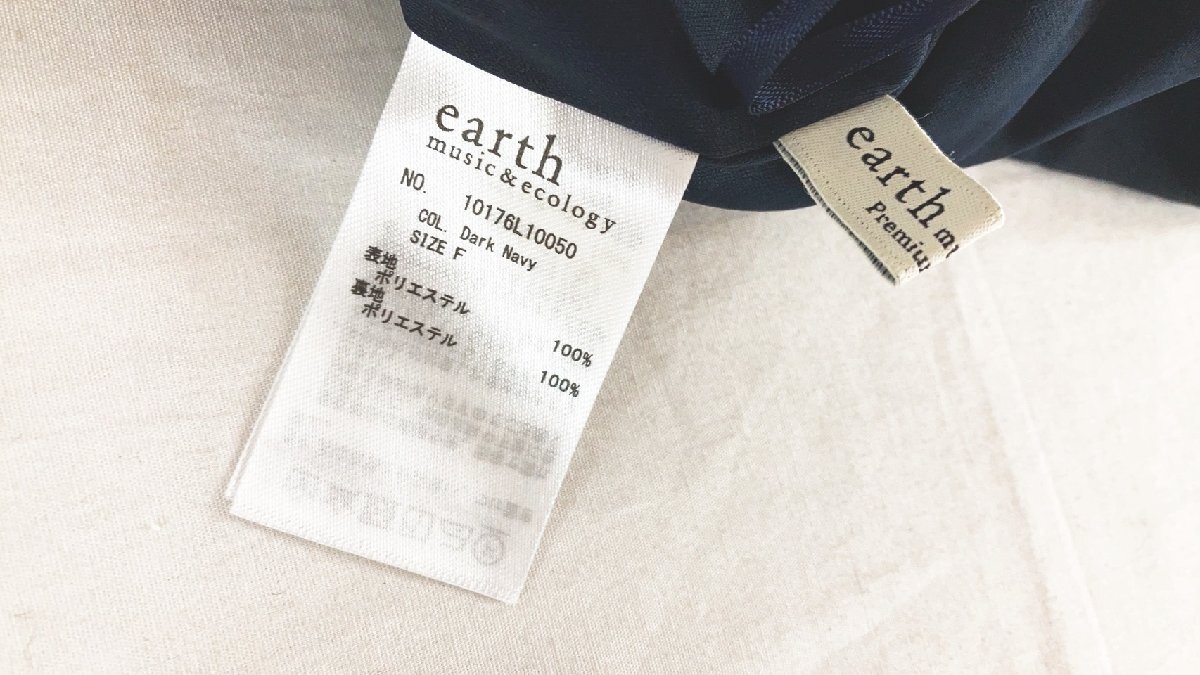 earth
music&ecology
NO. 10176L10050
COL. Dark Navy
SIZE F
表地
ポリエステル 100%
裏地
ポリエステル 100%
earth